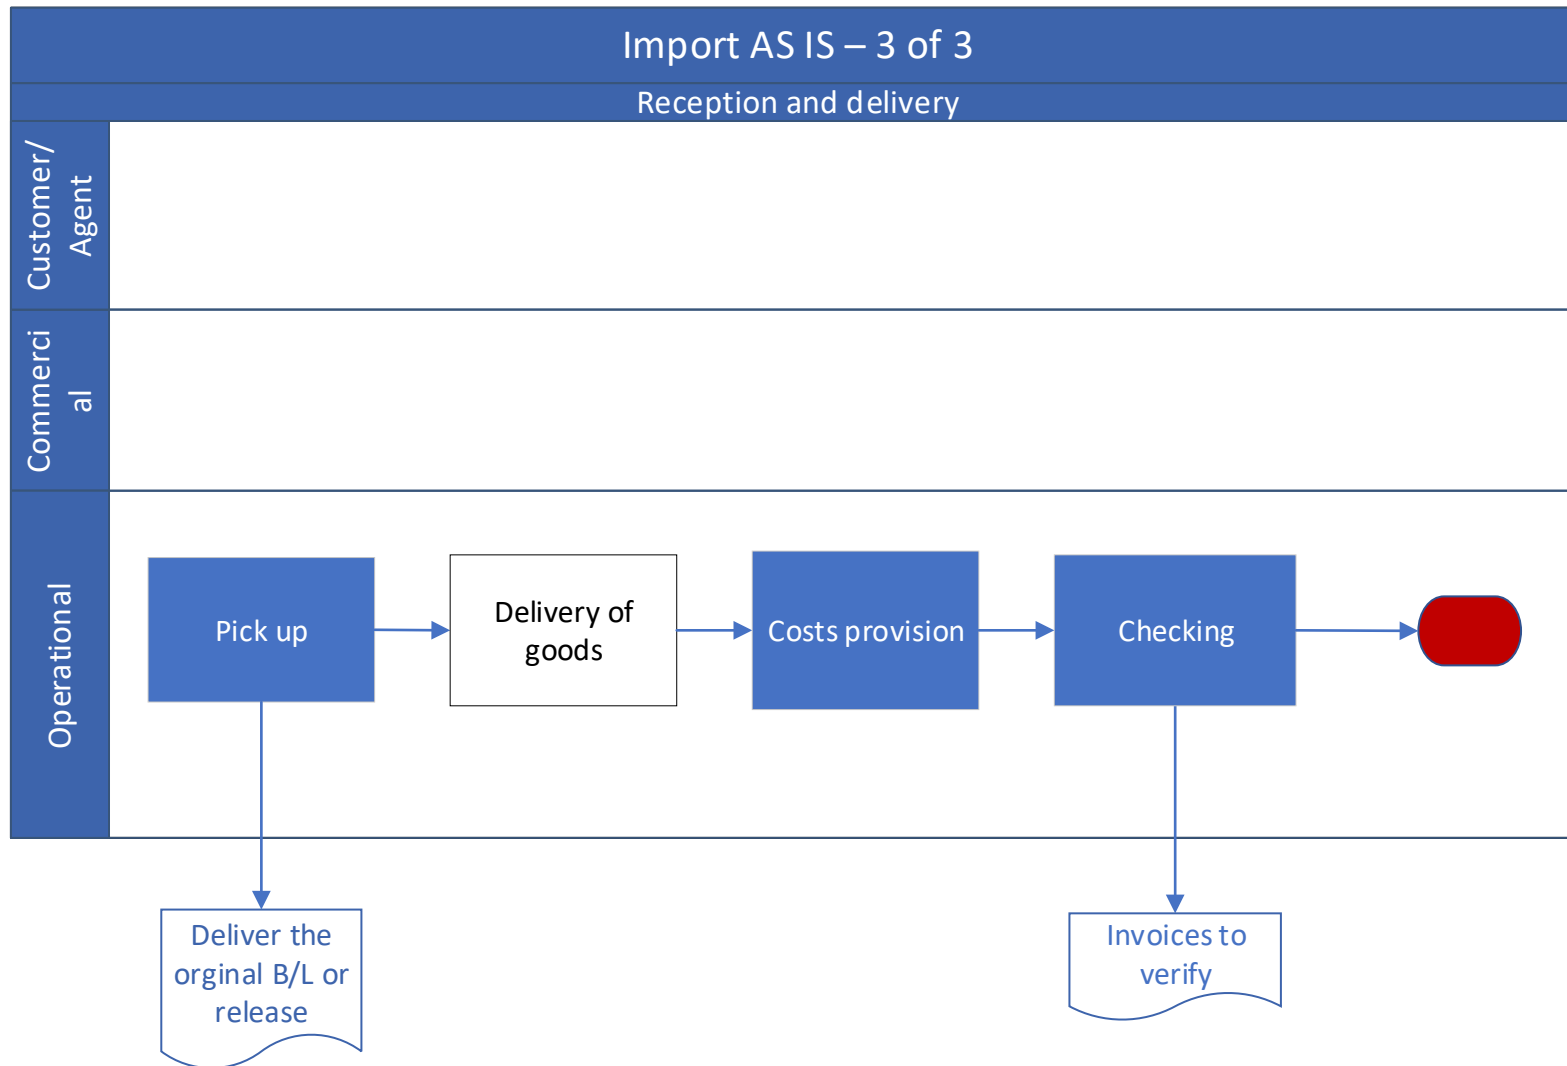 Import AS IS – 3 of 3
Reception and delivery
Customer/
Agent
Commerci
al
Operational
Pick up
Delivery of
goods
Costs provision
Checking
Deliver the
orginal B/L or
release
Invoices to
verify